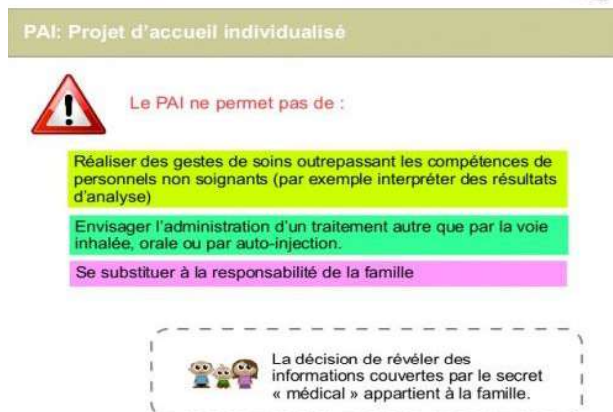 PAI: Projet d'accueil individualisé
Le PAI ne permet pas de :
Réaliser des gestes de soins outrepassant les compétences de
personnels non soignants (par exemple interpréter des résultats
d'analyse)
Envisager l'administration d'un traitement autre que par la voie
inhalée, orale ou par auto-injection.
Se substituer à la responsabilité de la famille
La décision de révéler des
informations couvertes par le secret
« médical » appartient à la famille.